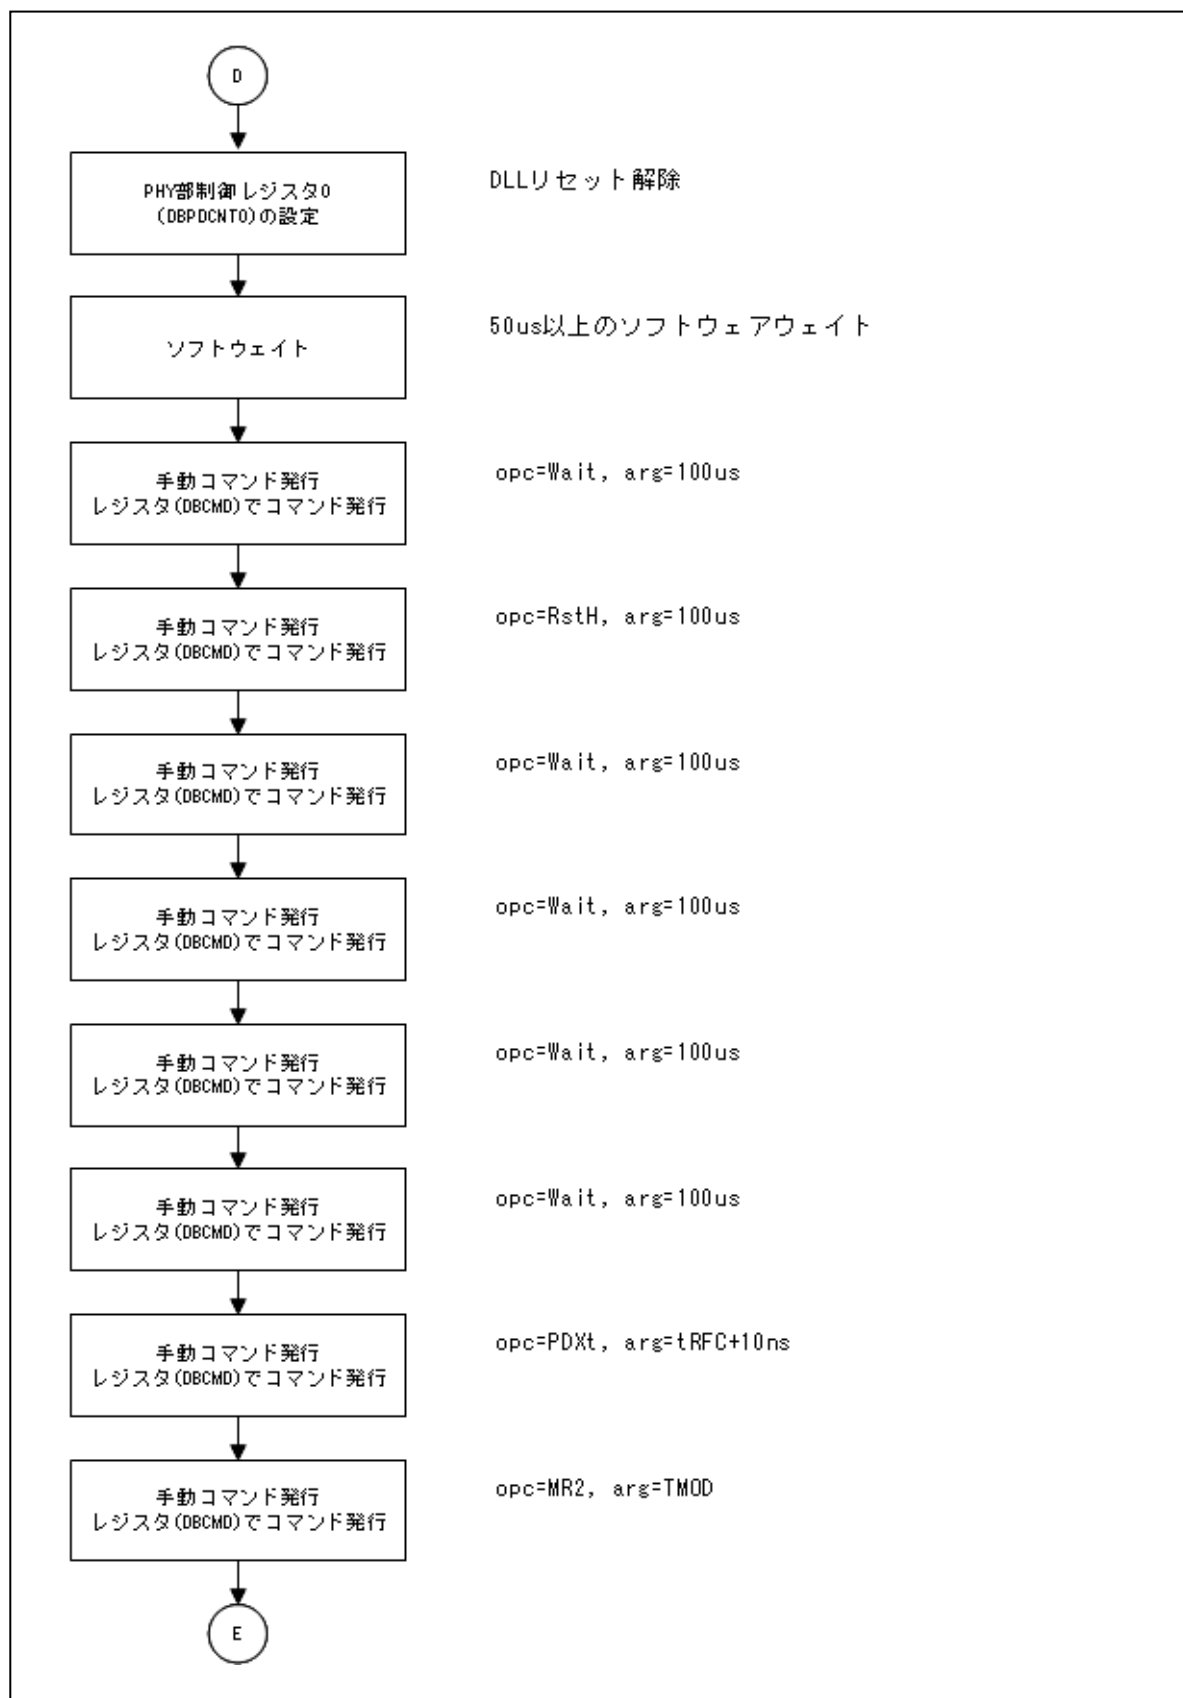 D
PHY部制御レジスタ0
(DBPDCNT0)の設定
DLLリセット解除
ソフトウェイト
50us以上のソフトウェアウェイト
手動コマンド発行
レジスタ(DBCMD)でコマンド発行
opc=Wait, arg=100us
手動コマンド発行
レジスタ(DBCMD)でコマンド発行
opc=RstH, arg=100us
手動コマンド発行
レジスタ(DBCMD)でコマンド発行
opc=Wait, arg=100us
手動コマンド発行
レジスタ(DBCMD)でコマンド発行
opc=Wait, arg=100us
手動コマンド発行
レジスタ(DBCMD)でコマンド発行
opc=Wait, arg=100us
手動コマンド発行
レジスタ(DBCMD)でコマンド発行
opc=Wait, arg=100us
手動コマンド発行
レジスタ(DBCMD)でコマンド発行
opc=PDXt, arg=tRFC+10ns
手動コマンド発行
レジスタ(DBCMD)でコマンド発行
opc=MR2, arg=TMOD
E